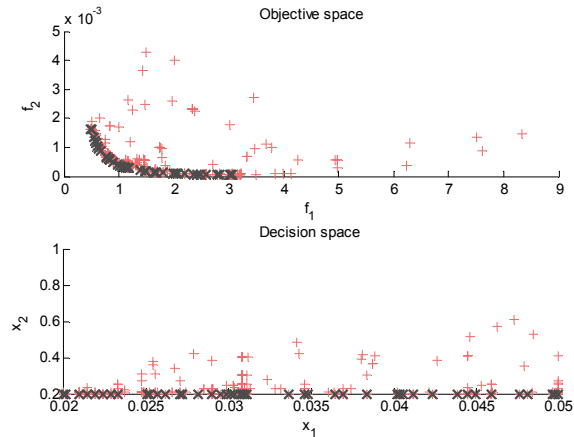 x 10⁻³ Objective space
5
4
3
2
1
0
f₂
0 1 2 3 4 5 6 7 8 9
f₁
Decision space
1
0.8
0.6
0.4
0.2
x₂
0.02 0.025 0.03 0.035 0.04 0.045 0.05
x₁